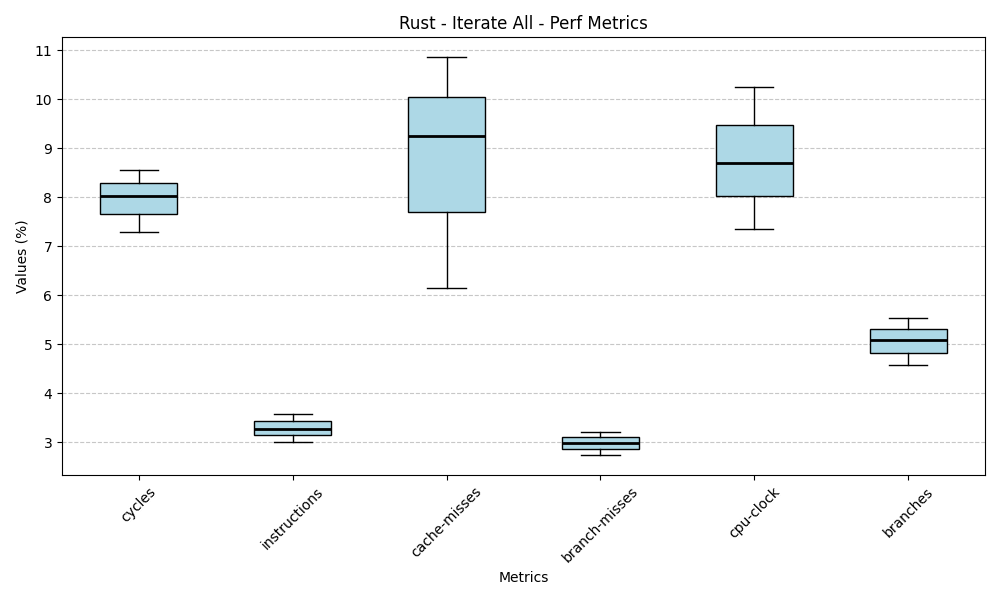 Rust - Iterate All - Perf Metrics
Values (%)
11
10
9
8
7
6
5
4
3
cycles
instructions
cache-misses
branch-misses
cpu-clock
branches
Metrics